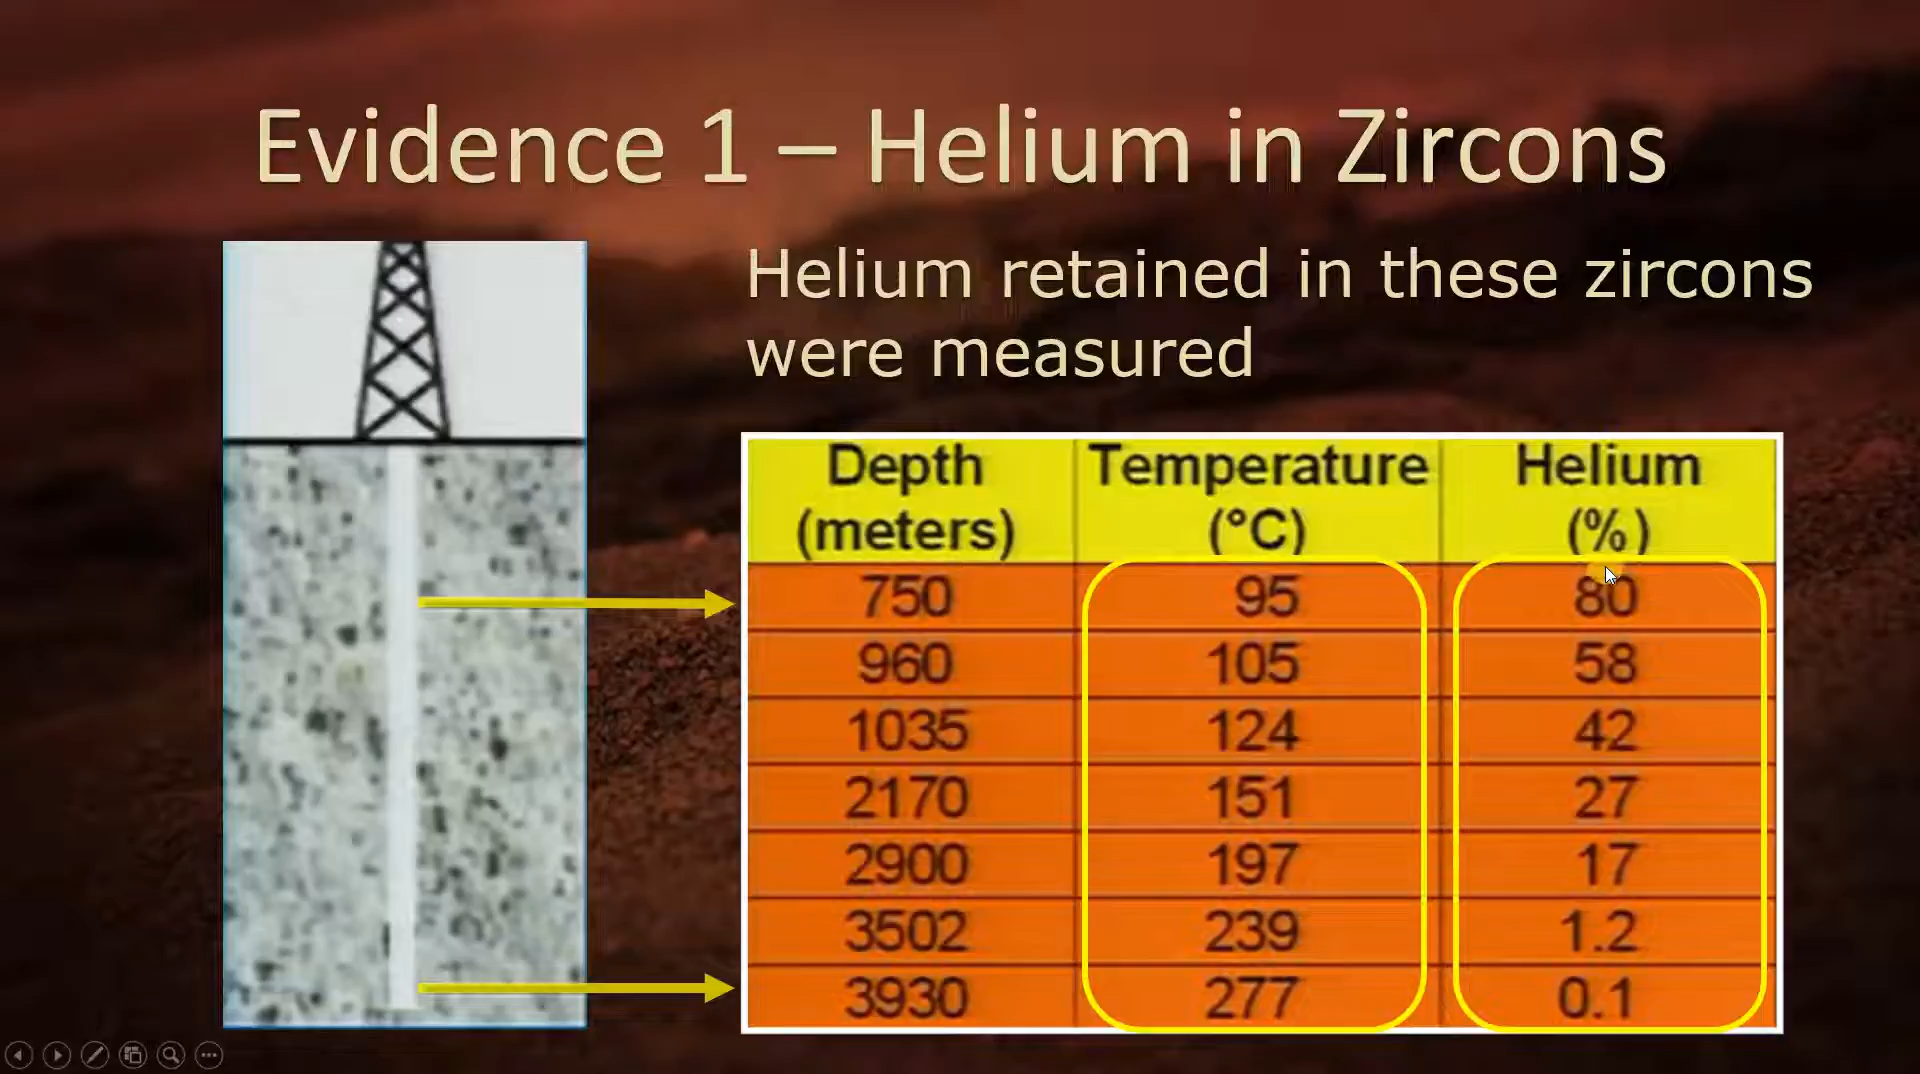 Evidence 1 – Helium in Zircons
Helium retained in these zircons
were measured
Depth (meters) Temperature (°C) Helium (%)
750 95 80
960 105 58
1035 124 42
2170 151 27
2900 197 17
3502 239 1.2
3930 277 0.1